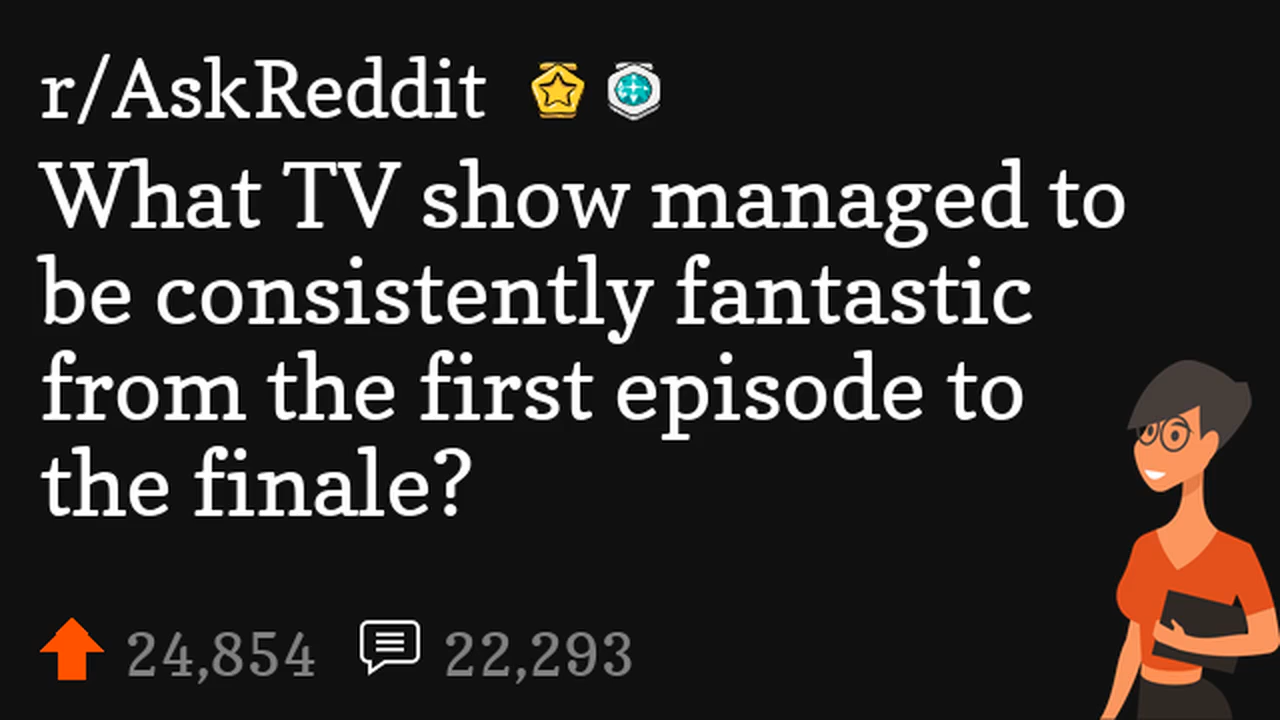 r/AskReddit
What TV show managed to
be consistently fantastic
from the first episode to
the finale?
24,854 22,293